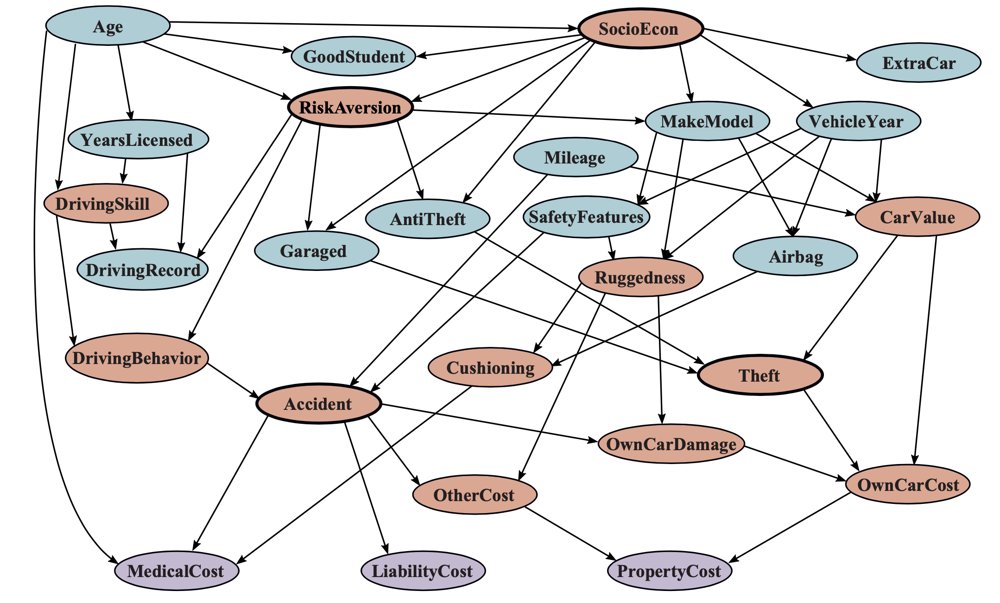 Age
SocioEcon
GoodStudent
ExtraCar
RiskAversion
MakeModel
VehicleYear
YearsLicensed
Mileage
DrivingSkill
AntiTheft
SafetyFeatures
CarValue
Garaged
Airbag
DrivingRecord
Ruggedness
DrivingBehavior
Cushioning
Theft
Accident
OwnCarDamage
OtherCost
OwnCarCost
MedicalCost
LiabilityCost
PropertyCost